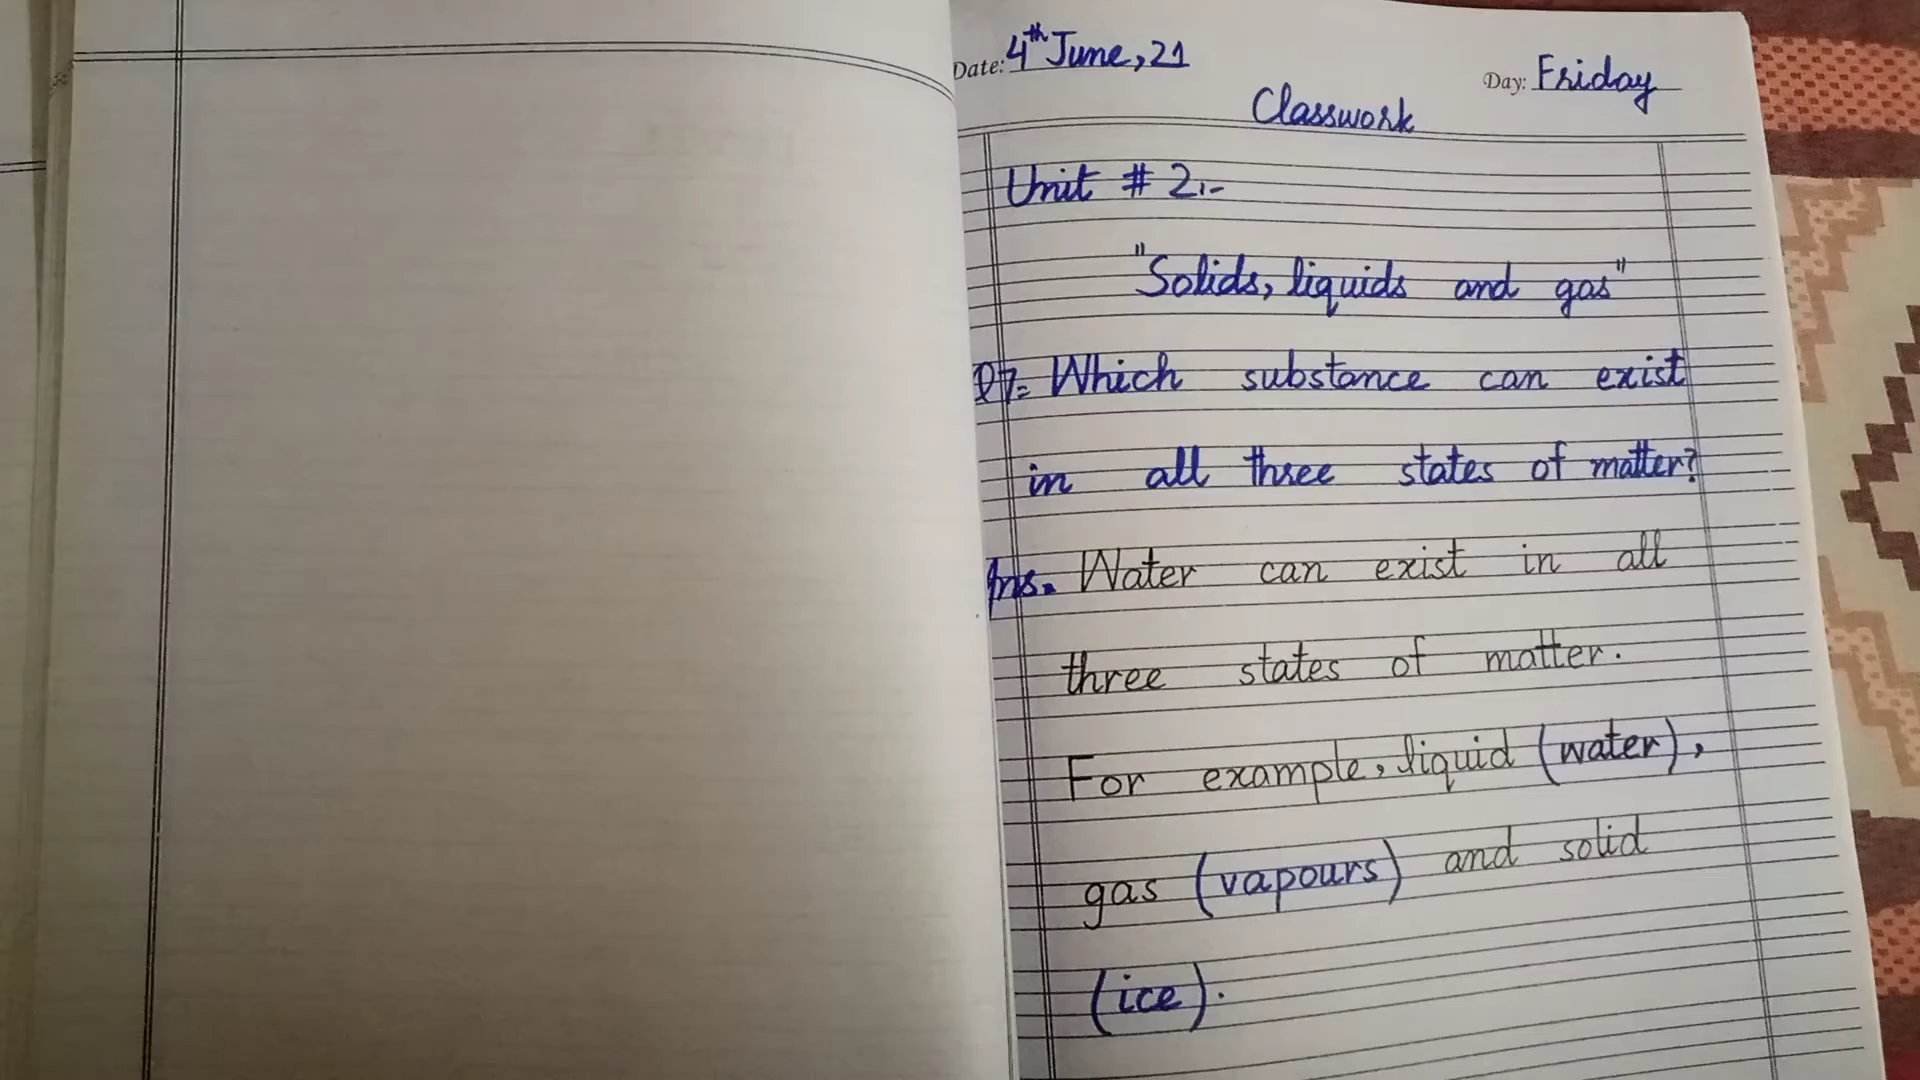 Date: 4th June, 21
Day: Friday
Classwork
Unit # 2:-
"Solids, liquids and gas"
Q7= Which substance can exist
in all three states of matter?
Ans. Water can exist in all
three states of matter.
For example, liquid (water),
gas (vapours) and solid
(ice).